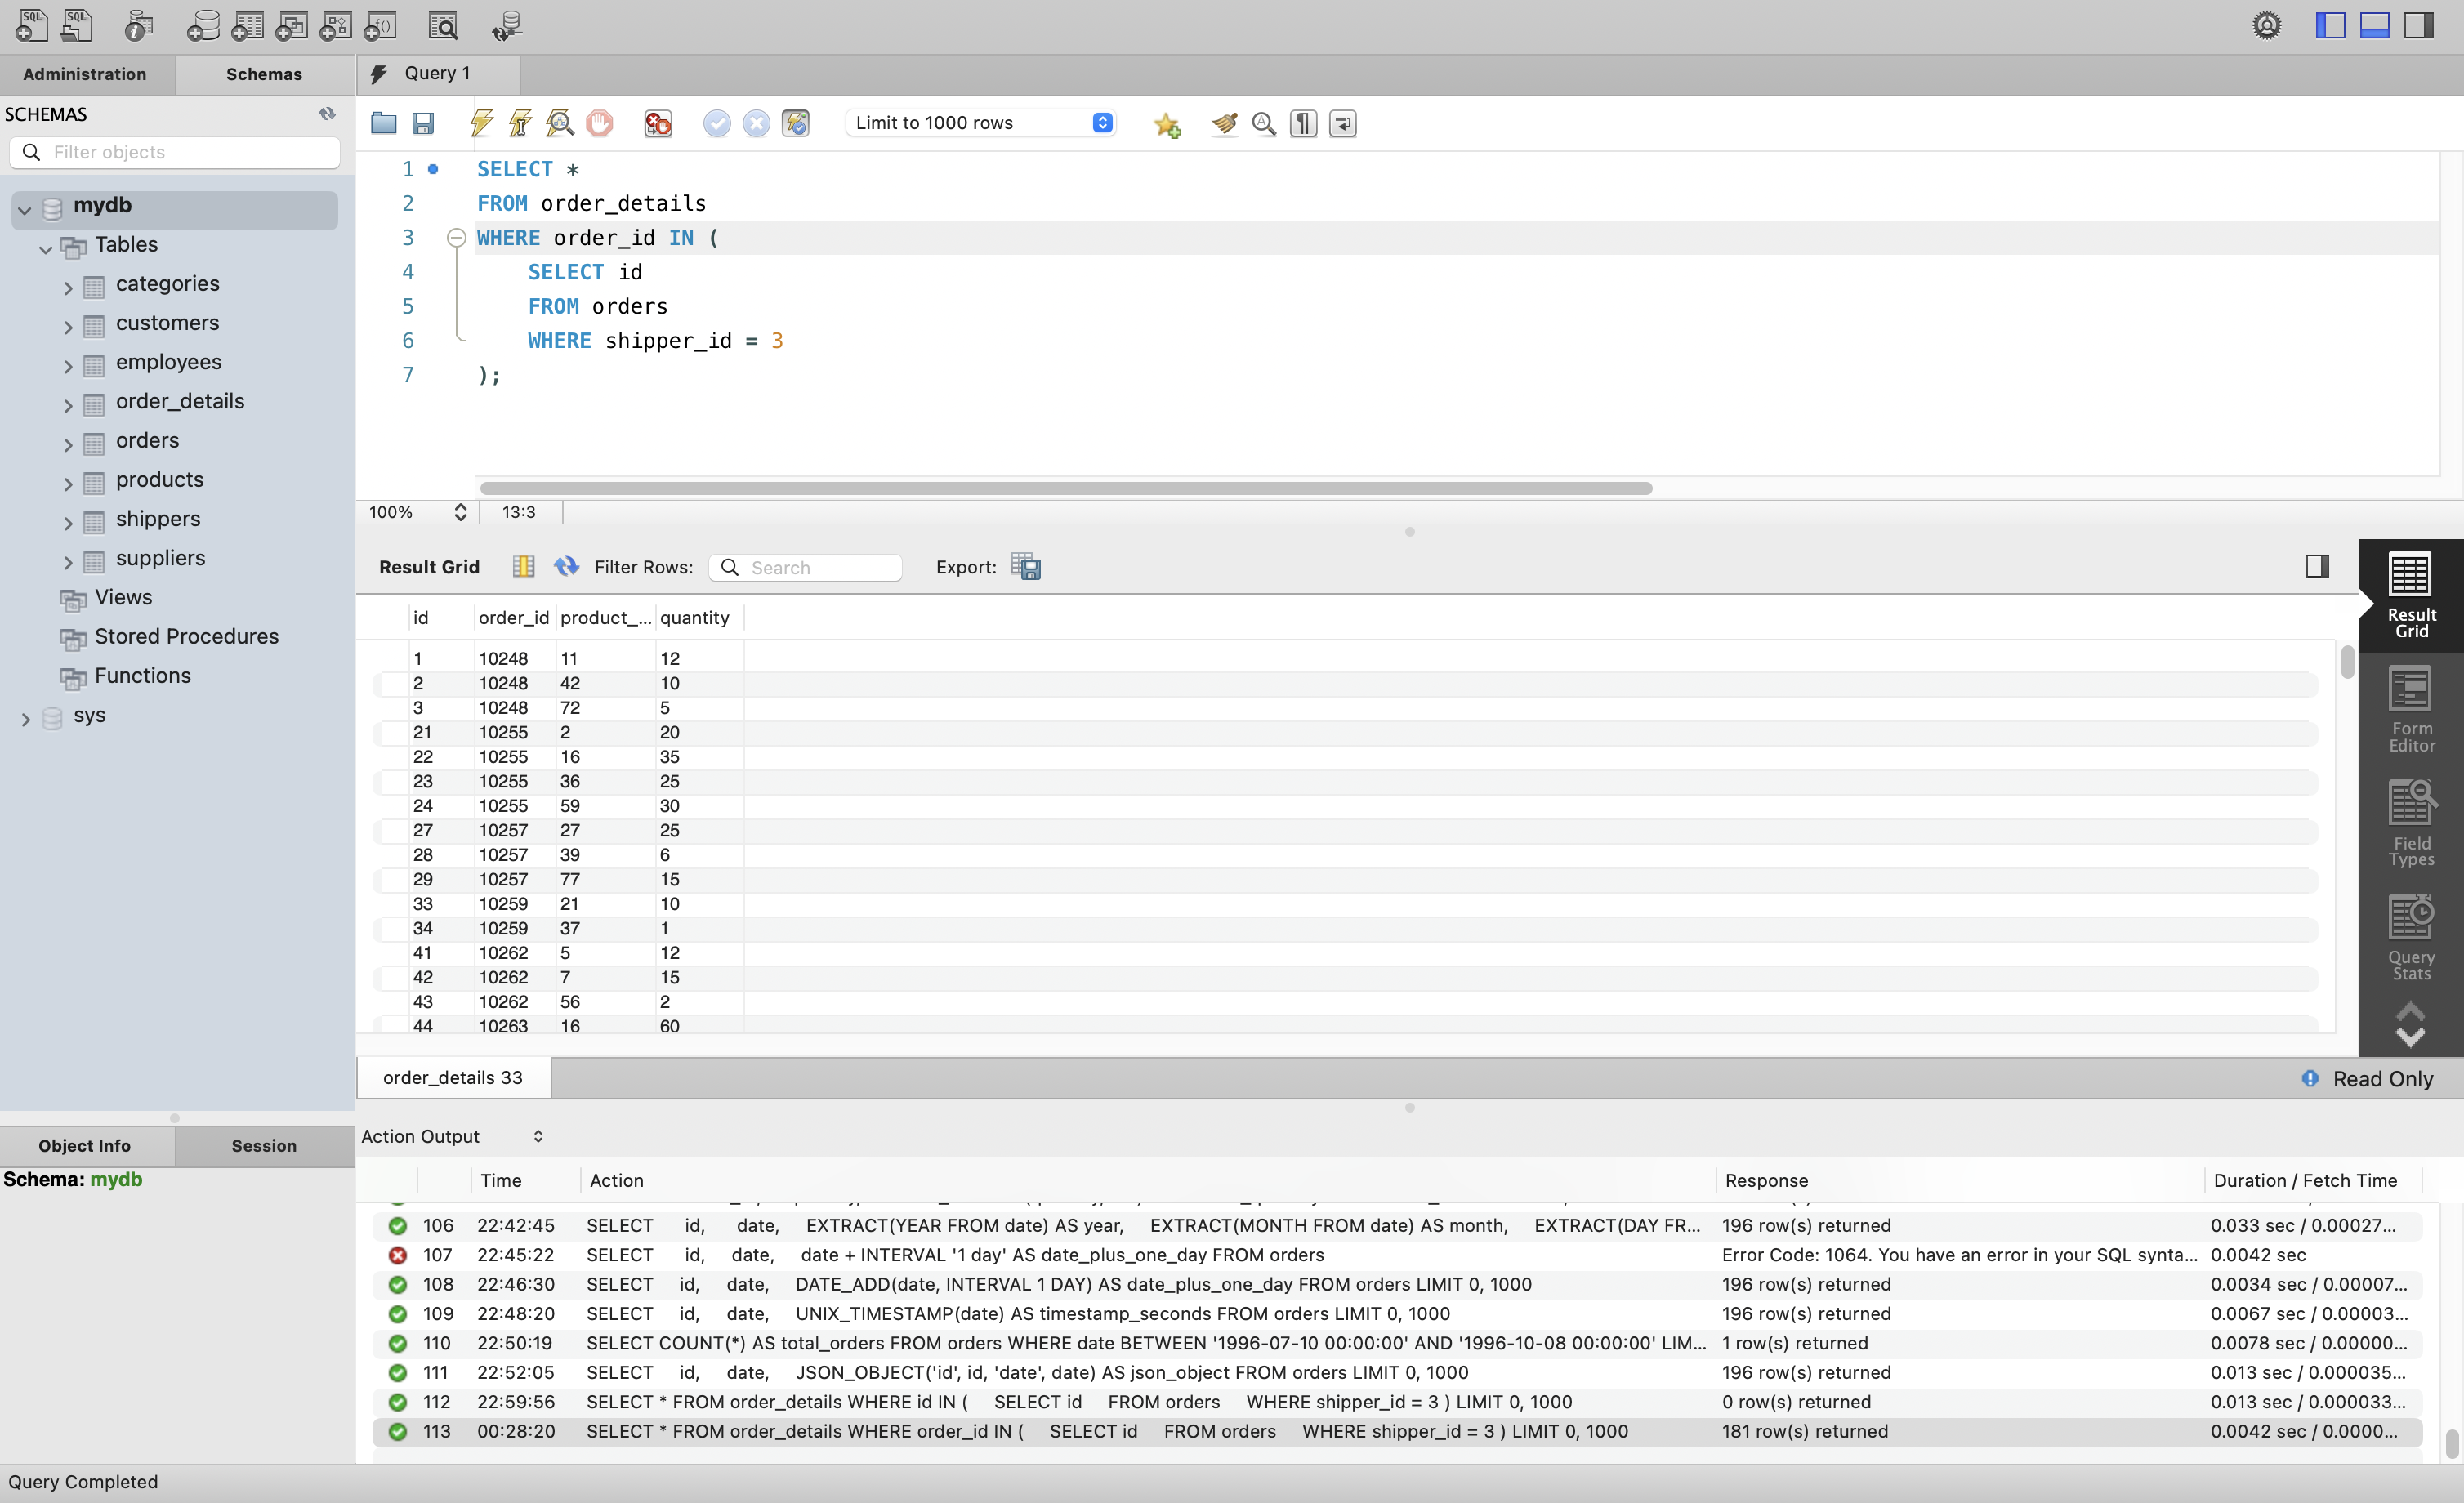 SQL SQL
Administration Schemas
Query 1
SCHEMAS
Filter objects
mydb
Tables
categories
customers
employees
order_details
orders
products
shippers
suppliers
Views
Stored Procedures
Functions
sys
Limit to 1000 rows
1 SELECT *
2 FROM order_details
3 WHERE order_id IN (
4 SELECT id
5 FROM orders
6 WHERE shipper_id = 3
7 );
100% 13:3
Result Grid Filter Rows: Search Export:
id order_id product_... quantity
1 10248 11 12
2 10248 42 10
3 10248 72 5
21 10255 2 20
22 10255 16 35
23 10255 36 25
24 10255 59 30
27 10257 27 25
28 10257 39 6
29 10257 77 15
33 10259 21 10
34 10259 37 1
41 10262 5 12
42 10262 7 15
43 10262 56 2
44 10263 16 60
Result
Grid
Form
Editor
Field
Types
Query
Stats
order_details 33 Read Only
Object Info Session
Schema: mydb
Action Output
Time Action Response Duration / Fetch Time
106 22:42:45 SELECT id, date, EXTRACT(YEAR FROM date) AS year, EXTRACT(MONTH FROM date) AS month, EXTRACT(DAY FR... 196 row(s) returned 0.033 sec / 0.00027...
107 22:45:22 SELECT id, date, date + INTERVAL '1 day' AS date_plus_one_day FROM orders Error Code: 1064. You have an error in your SQL synta... 0.0042 sec
108 22:46:30 SELECT id, date, DATE_ADD(date, INTERVAL 1 DAY) AS date_plus_one_day FROM orders LIMIT 0, 1000 196 row(s) returned 0.0034 sec / 0.00007...
109 22:48:20 SELECT id, date, UNIX_TIMESTAMP(date) AS timestamp_seconds FROM orders LIMIT 0, 1000 196 row(s) returned 0.0067 sec / 0.00003...
110 22:50:19 SELECT COUNT(*) AS total_orders FROM orders WHERE date BETWEEN '1996-07-10 00:00:00' AND '1996-10-08 00:00:00' LIM... 1 row(s) returned 0.0078 sec / 0.00000...
111 22:52:05 SELECT id, date, JSON_OBJECT('id', id, 'date', date) AS json_object FROM orders LIMIT 0, 1000 196 row(s) returned 0.013 sec / 0.000035...
112 22:59:56 SELECT * FROM order_details WHERE id IN ( SELECT id FROM orders WHERE shipper_id = 3 ) LIMIT 0, 1000 0 row(s) returned 0.013 sec / 0.000033...
113 00:28:20 SELECT * FROM order_details WHERE order_id IN ( SELECT id FROM orders WHERE shipper_id = 3 ) LIMIT 0, 1000 181 row(s) returned 0.0042 sec / 0.0000...
Query Completed